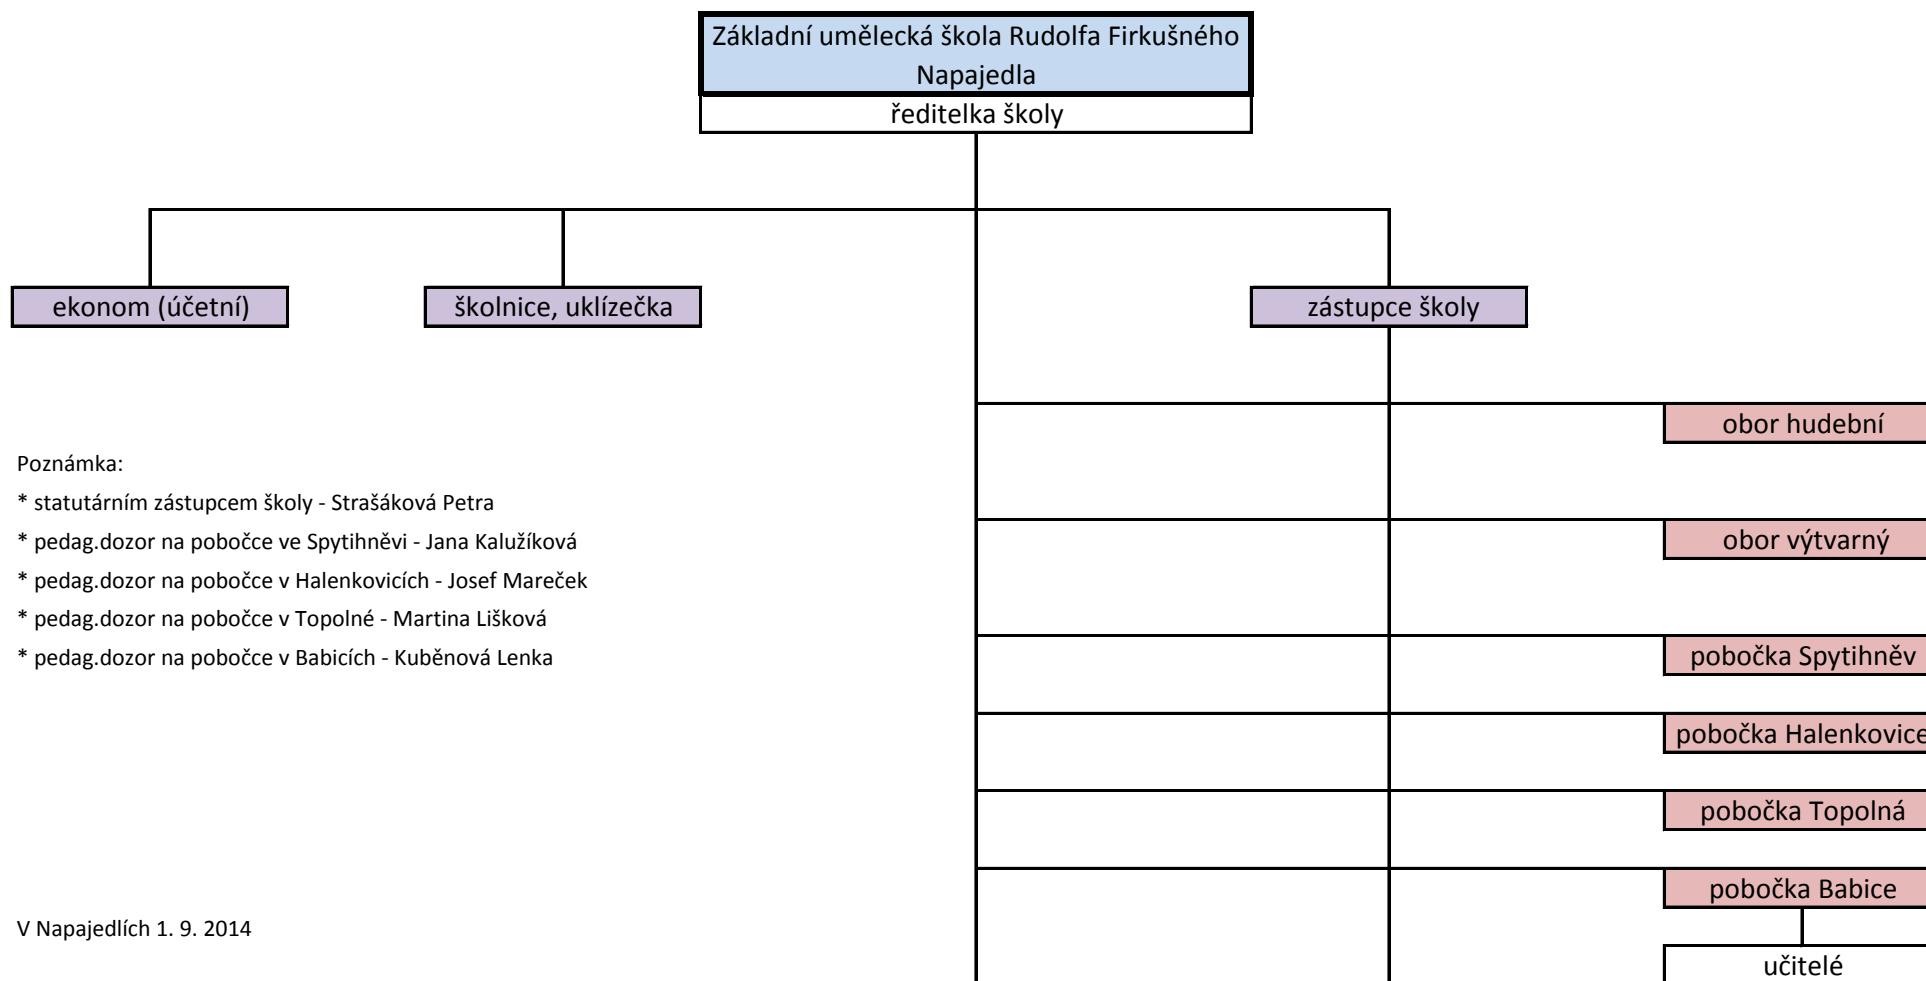 Základní umělecká škola Rudolfa Firkušného
Napajedla
ředitelka školy
ekonom (účetní)
školnice, uklízečka
zástupce školy
obor hudební
Poznámka:
* statutárním zástupcem školy - Strašáková Petra
* pedag.dozor na pobočce ve Spytihněvi - Jana Kalužíková
obor výtvarný
* pedag.dozor na pobočce v Halenkovicích - Josef Mareček
* pedag.dozor na pobočce v Topolné - Martina Lišková
* pedag.dozor na pobočce v Babicích - Kuběnová Lenka
pobočka Spytihněv
pobočka Halenkovice
pobočka Topolná
pobočka Babice
V Napajedlích 1. 9. 2014
učitelé